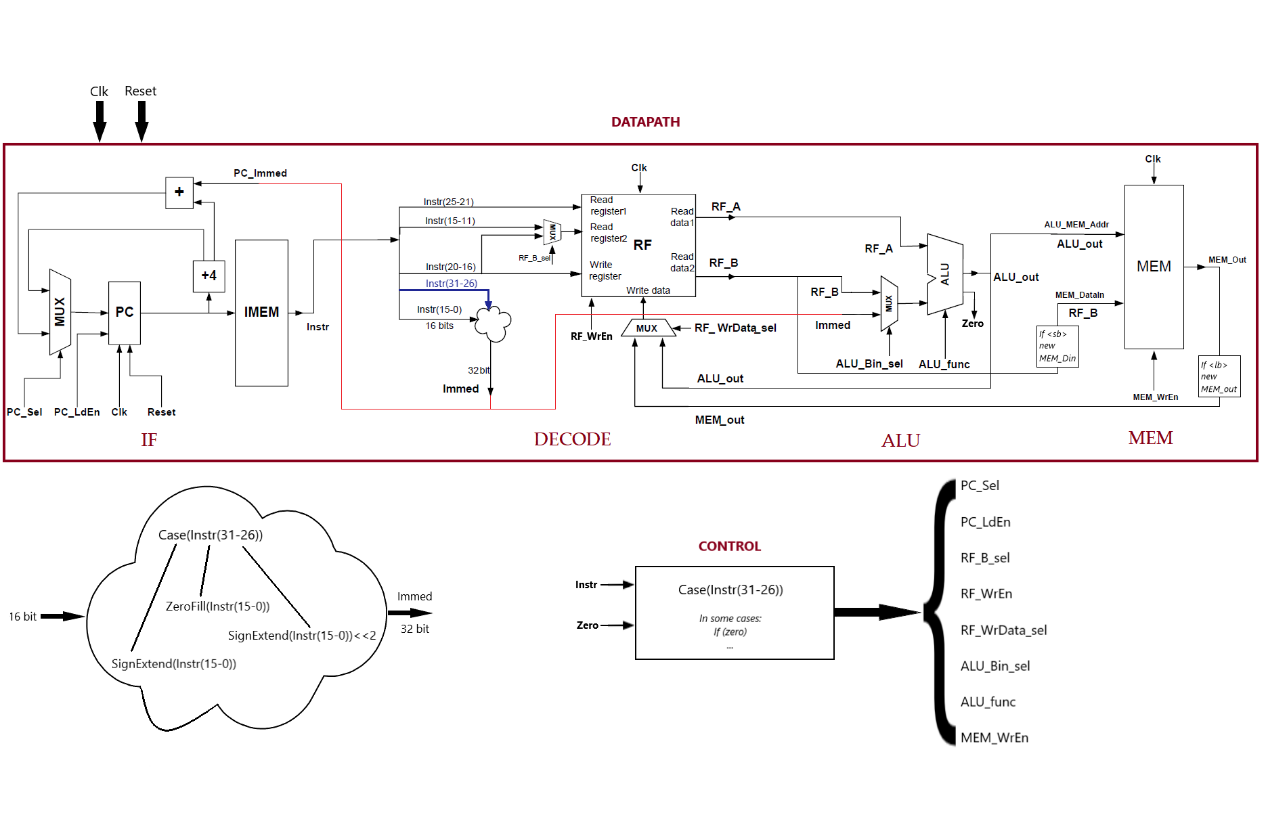 Clk
Reset
DATAPATH
PC_Immed
+
+4
MUX
PC
IMEM
Instr
PC_Sel
PC_LdEn
Clk
Reset
IF
Instr(25-21)
Instr(15-11)
Instr(20-16)
Instr(31-26)
Instr(15-0)
16 bits
MUX
RF_B_sel
32bit
Immed
Clk
Read
register1
Read
register2
Write
register
RF
Read
data1
Read
data2
Write data
RF_WrEn
MUX
RF_WrData_sel
DECODE
RF_A
RF_B
ALU_out
MEM_out
RF_A
RF_B
Immed
MUX
ALU
ALU_out
Zero
ALU_Bin_sel
ALU_func
ALU
Clk
ALU_MEM_Addr
ALU_out
MEM
MEM_Out
MEM_DataIn
RF_B
If <sb>
new
MEM_Din
If <lb>
new
MEM_out
MEM_WrEn
MEM
16 bit
Case(Instr(31-26))
ZeroFill(Instr(15-0))
SignExtend(Instr(15-0))<<2
SignExtend(Instr(15-0))
Immed
32 bit
CONTROL
Instr
Zero
Case(Instr(31-26))
In some cases:
If (zero)
...
PC_Sel
PC_LdEn
RF_B_sel
RF_WrEn
RF_WrData_sel
ALU_Bin_sel
ALU_func
MEM_WrEn